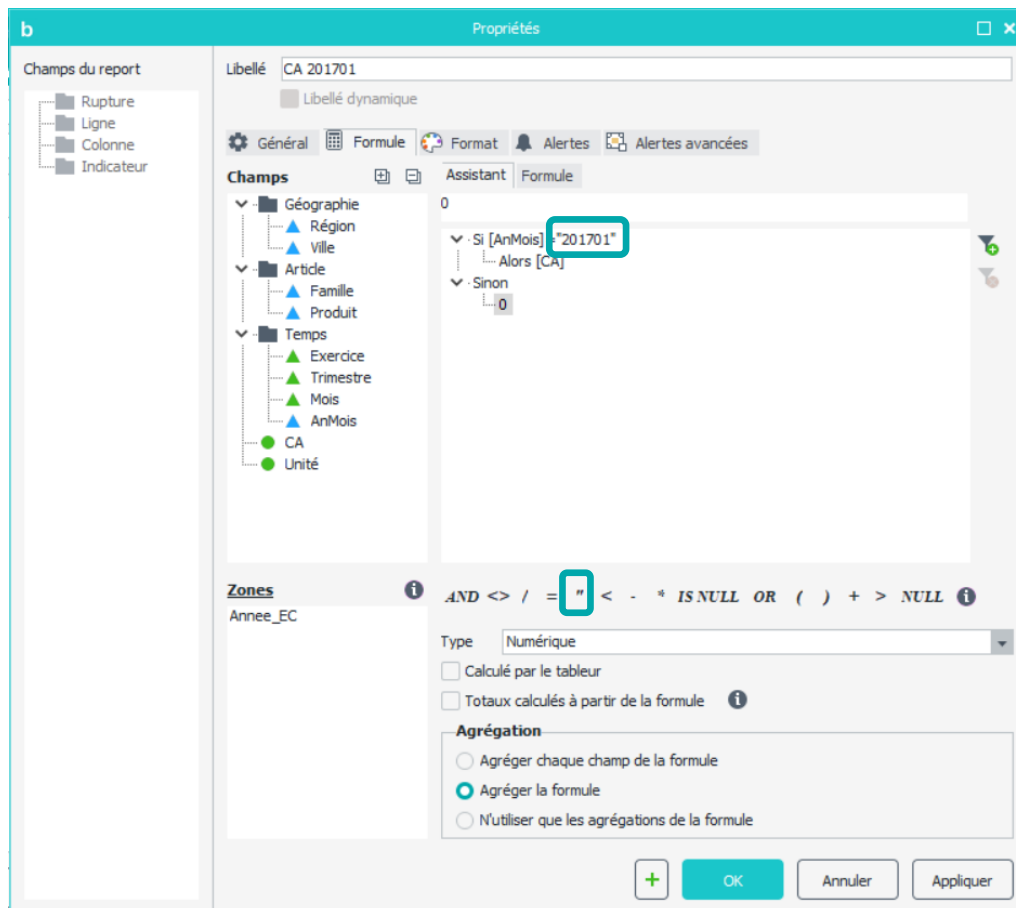 b Propriétés
Champs du report
Rupture
Ligne
Colonne
Indicateur
Libellé CA 201701
Libellé dynamique
Général Formule Format Alertes Alertes avancées
Champs
Géographie
Région
Ville
Article
Famille
Produit
Temps
Exercice
Trimestre
Mois
AnMois
CA
Unité
Assistant Formule
0
Si [AnMois] ="201701"
Alors [CA]
Sinon
0
Zones
Annee_EC
AND <> / = " < - * IS NULL OR ( ) + > NULL
Type Numérique
Calculé par le tableur
Totaux calculés à partir de la formule
Agrégation
Agréger chaque champ de la formule
Agréger la formule
N'utiliser que les agrégations de la formule
+ OK Annuler Appliquer